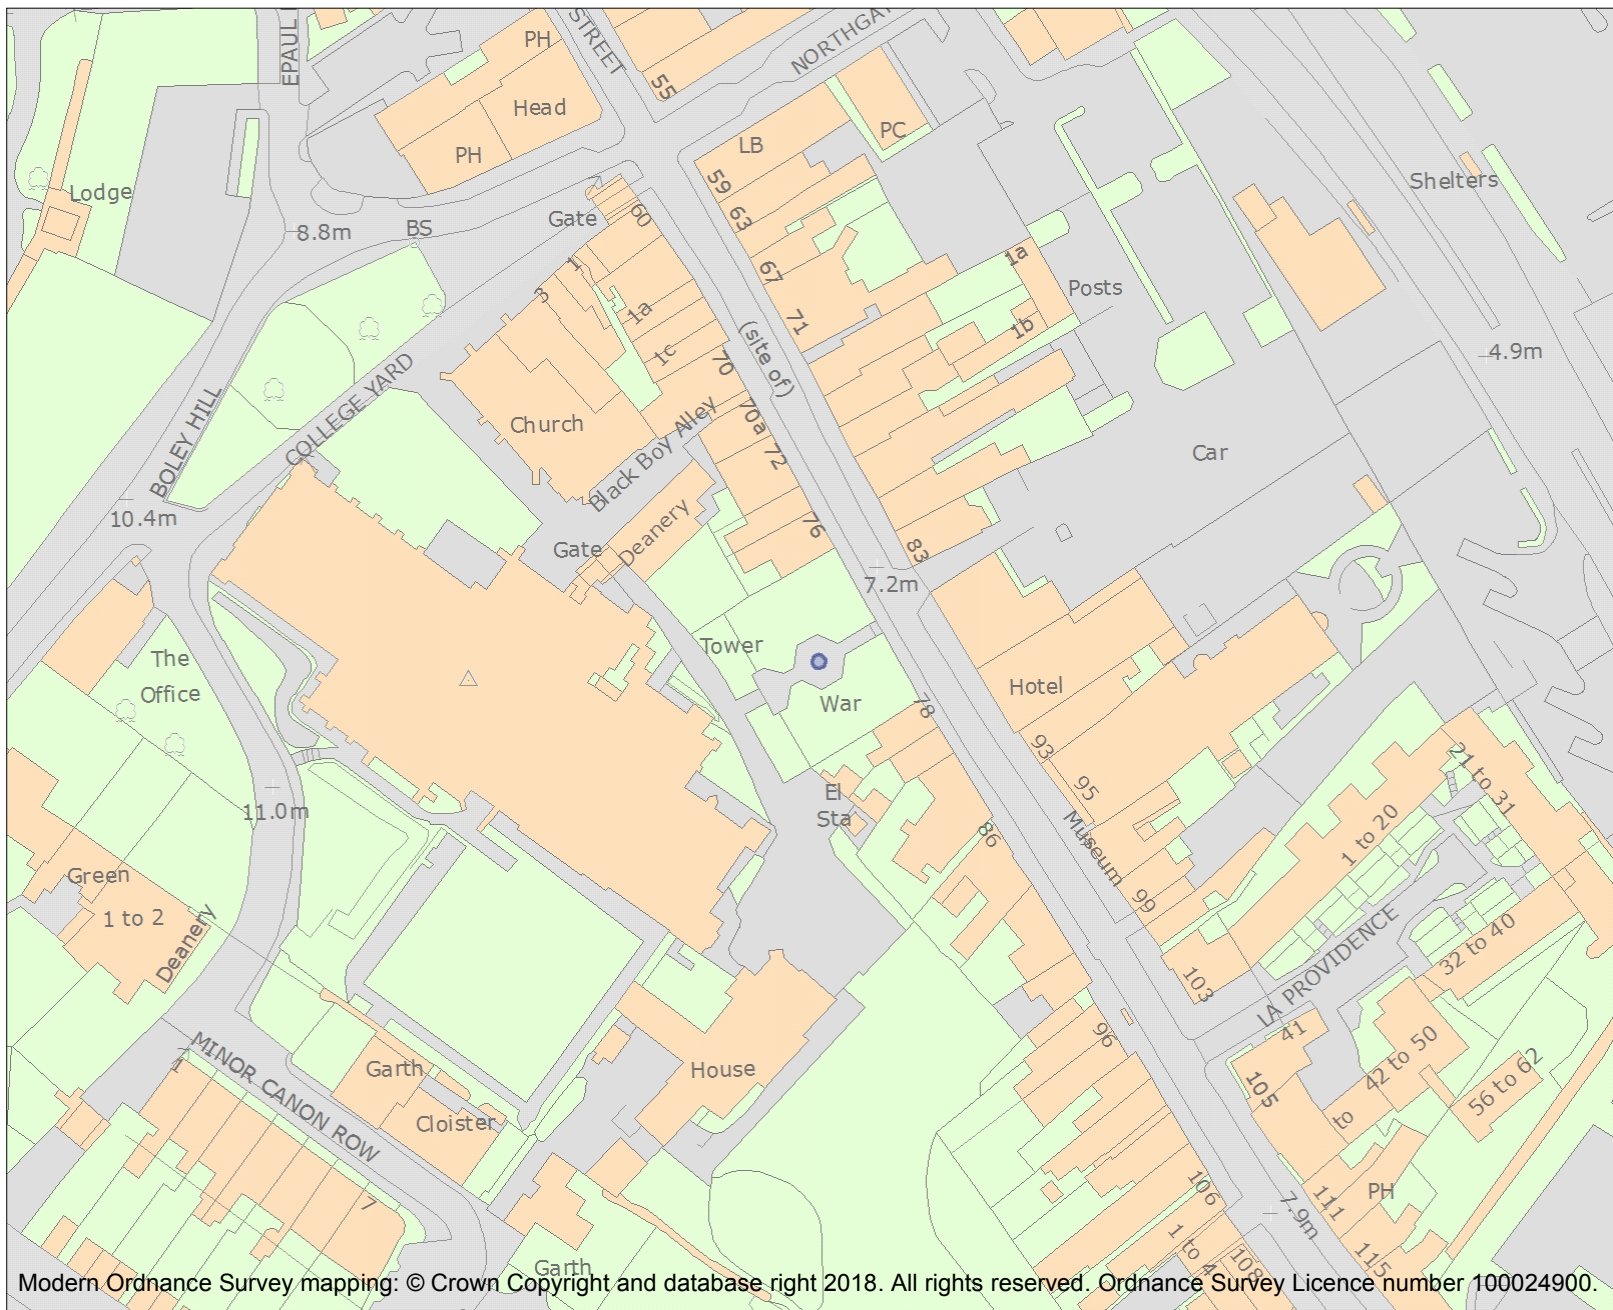 EPAUL
PH
STREET
55
NORTHGAT
Head
PH
LB
PC
Lodge
59
Shelters
8.8m
BS
Gate
60
63
1
67
1a
Posts
3
1a
71
1b
(site of)
1c
70
4.9m
BOLEY HILL
COLLEGE YARD
Church
Black Boy Alley
70a
72
Car
10.4m
Gate
Deanery
76
83
7.2m
The
Office
Tower
War
78
Hotel
93
95
21 to 31
11.0m
El
Sta
86
Museum
1 to 20
Green
1 to 2
Deanery
99
103
LA PROVIDENCE
32 to 40
MINOR CANON ROW
1
Garth
House
96
41
105
42 to 50
to
56 to 62
Cloister
7
106
PH
111
7.9m
1 to 4
108
115
Garth
Modern Ordnance Survey mapping: © Crown Copyright and database right 2018. All rights reserved. Ordnance Survey Licence number 100024900.